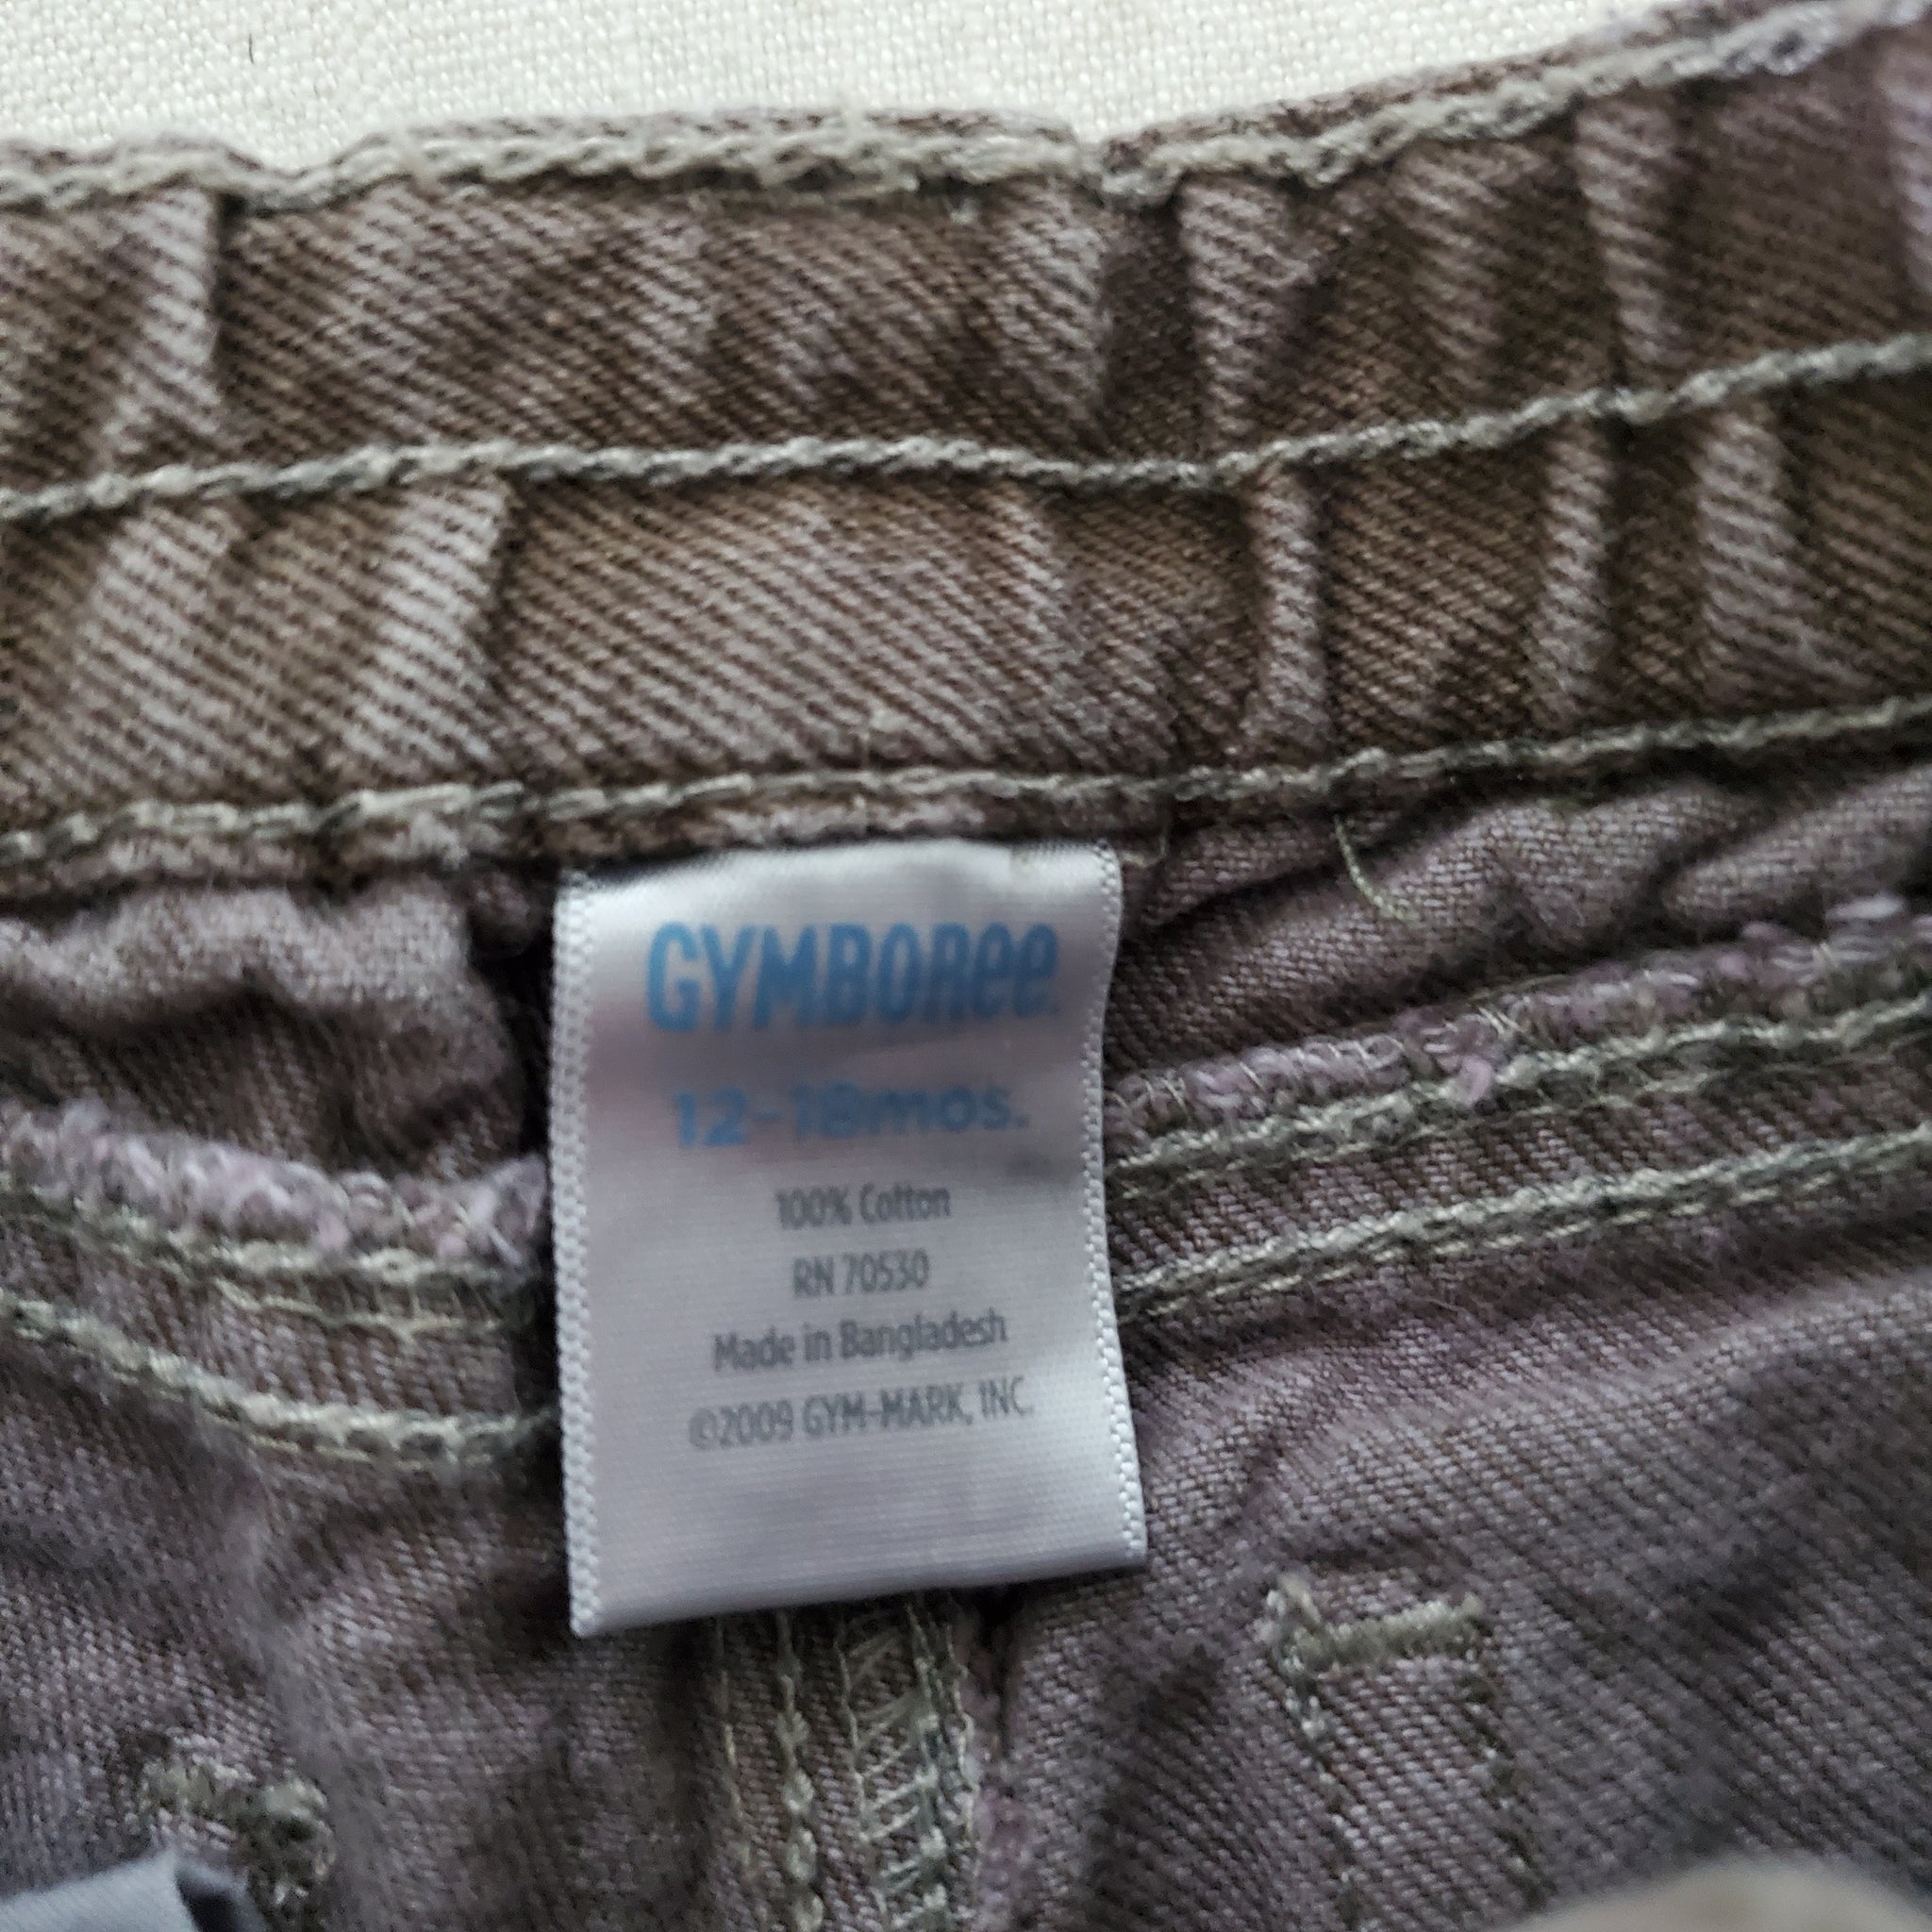 GYMBOREE
12-18mos.
100% Cotton
RN 70530
Made in Bangladesh
©2009 GYM-MARK, INC.